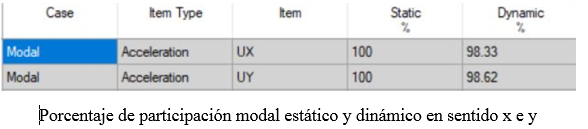 Case Item Type Item Static % Dynamic %
Modal Acceleration UX 100 98.33
Modal Acceleration UY 100 98.62
Porcentaje de participación modal estático y dinámico en sentido x e y